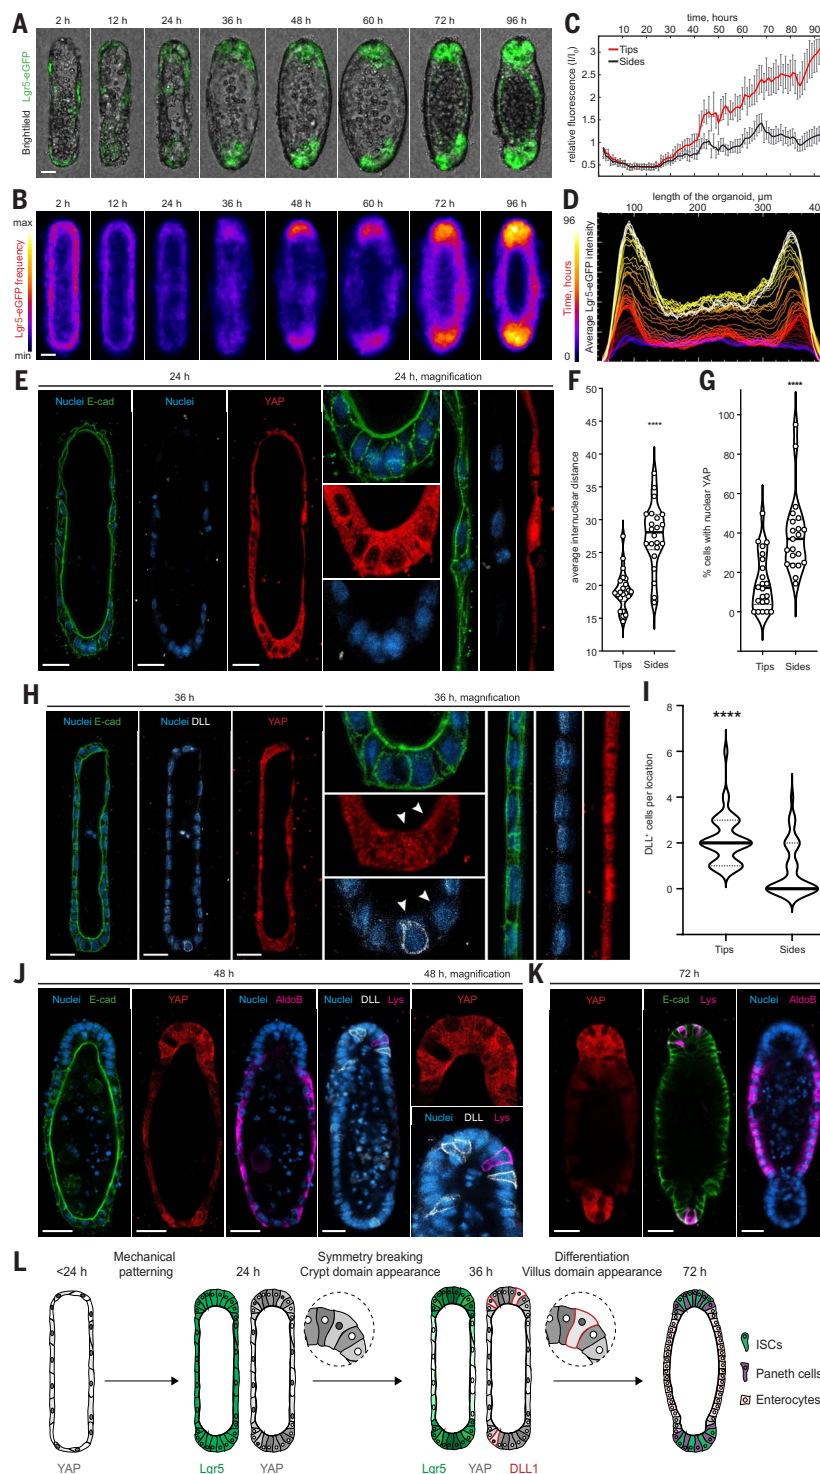 A
2 h 12 h 24 h 36 h 48 h 60 h 72 h 96 h
Brightfield Lgr5-eGFP
B
2 h 12 h 24 h 36 h 48 h 60 h 72 h 96 h
max
Lgr5-eGFP frequency
min
C
time, hours
10 20 30 40 50 60 70 80 90
relative fluorescence (I/I0)
3
2.5
2
1.5
1
0.5
Tips
Sides
D
length of the organoid, µm
100 200 300 400
96
Time, hours
0
Average Lgr5-eGFP intensity
E
24 h
24 h, magnification
Nuclei E-cad
Nuclei
YAP
F
average internuclear distance
50
45
40
35
30
25
20
15
10
****
Tips Sides
G
% cells with nuclear YAP
100
80
60
40
20
0
****
Tips Sides
H
36 h
36 h, magnification
Nuclei E-cad
Nuclei DLL
YAP
I
DLL+ cells per location
8
6
4
2
0
****
Tips Sides
J
48 h
48 h, magnification
Nuclei E-cad
YAP
Nuclei AldoB
Nuclei DLL Lys
YAP
Nuclei DLL Lys
K
72 h
YAP
E-cad Lys
Nuclei AldoB
L
<24 h
Mechanical
patterning
24 h
Symmetry breaking
Crypt domain appearance
36 h
Differentiation
Villus domain appearance
72 h
ISCs
Paneth cells
Enterocytes
YAP
Lgr5 YAP
Lgr5 YAP DLL1